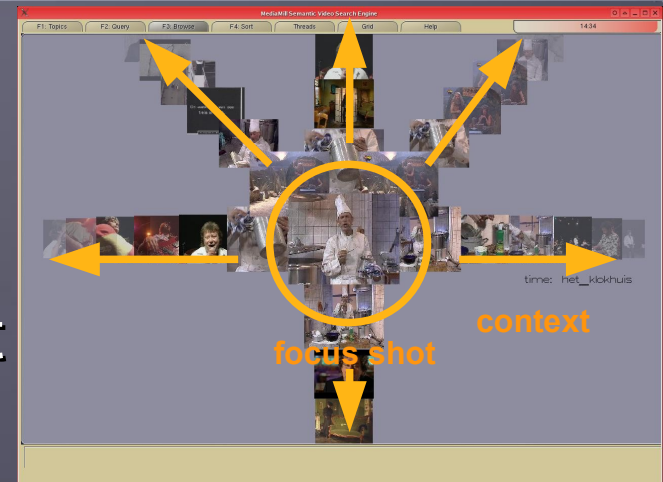 MediaMill Semantic Video Search Engine
F1: Topics F2: Query F3: Browse F4: Sort Threads Grid Help 14:34
time: het_klokhuis
context
focus shot